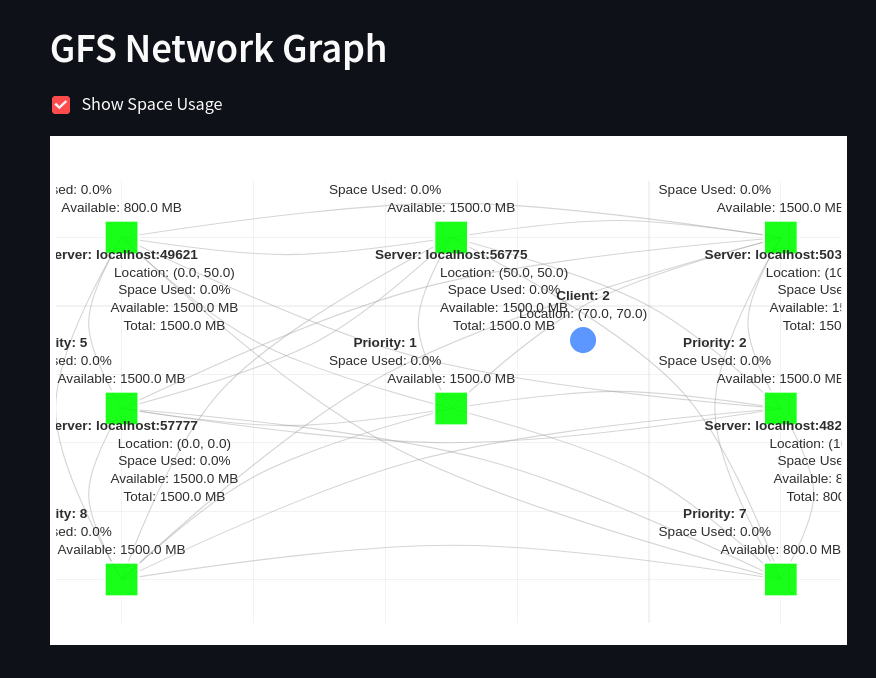 GFS Network Graph
Show Space Usage
sed: 0.0%
Space Used: 0.0%
Space Used: 0.0%
Available: 800.0 MB
Available: 1500.0 MB
Available: 1500.0 ME
erver: localhost:49621
Server: localhost:56775
Server: localhost:503
Location: (0.0, 50.0)
Location: (50.0, 50.0)
Location: (10
Space Used: 0.0%
Space Used: 0.0%
Space Use
Client: 2
Available: 1500.0 MB
Available: 1500.0 MB
Available: 15
Location: (70.0, 70.0)
Total: 1500.0 MB
Total: 1500.0 MB
Total: 150
ity: 5
Priority: 1
Priority: 2
sed: 0.0%
Space Used: 0.0%
Space Used: 0.0%
Available: 1500.0 MB
Available: 1500.0 MB
Available: 1500.0 ME
erver: localhost:57777
Server: localhost:482
Location: (0.0, 0.0)
Location: (1
Space Used: 0.0%
Space Use
Available: 1500.0 MB
Available: 8
Total: 1500.0 MB
Total: 800
ity: 8
Priority: 7
sed: 0.0%
Space Used: 0.0%
Available: 1500.0 MB
Available: 800.0 MB